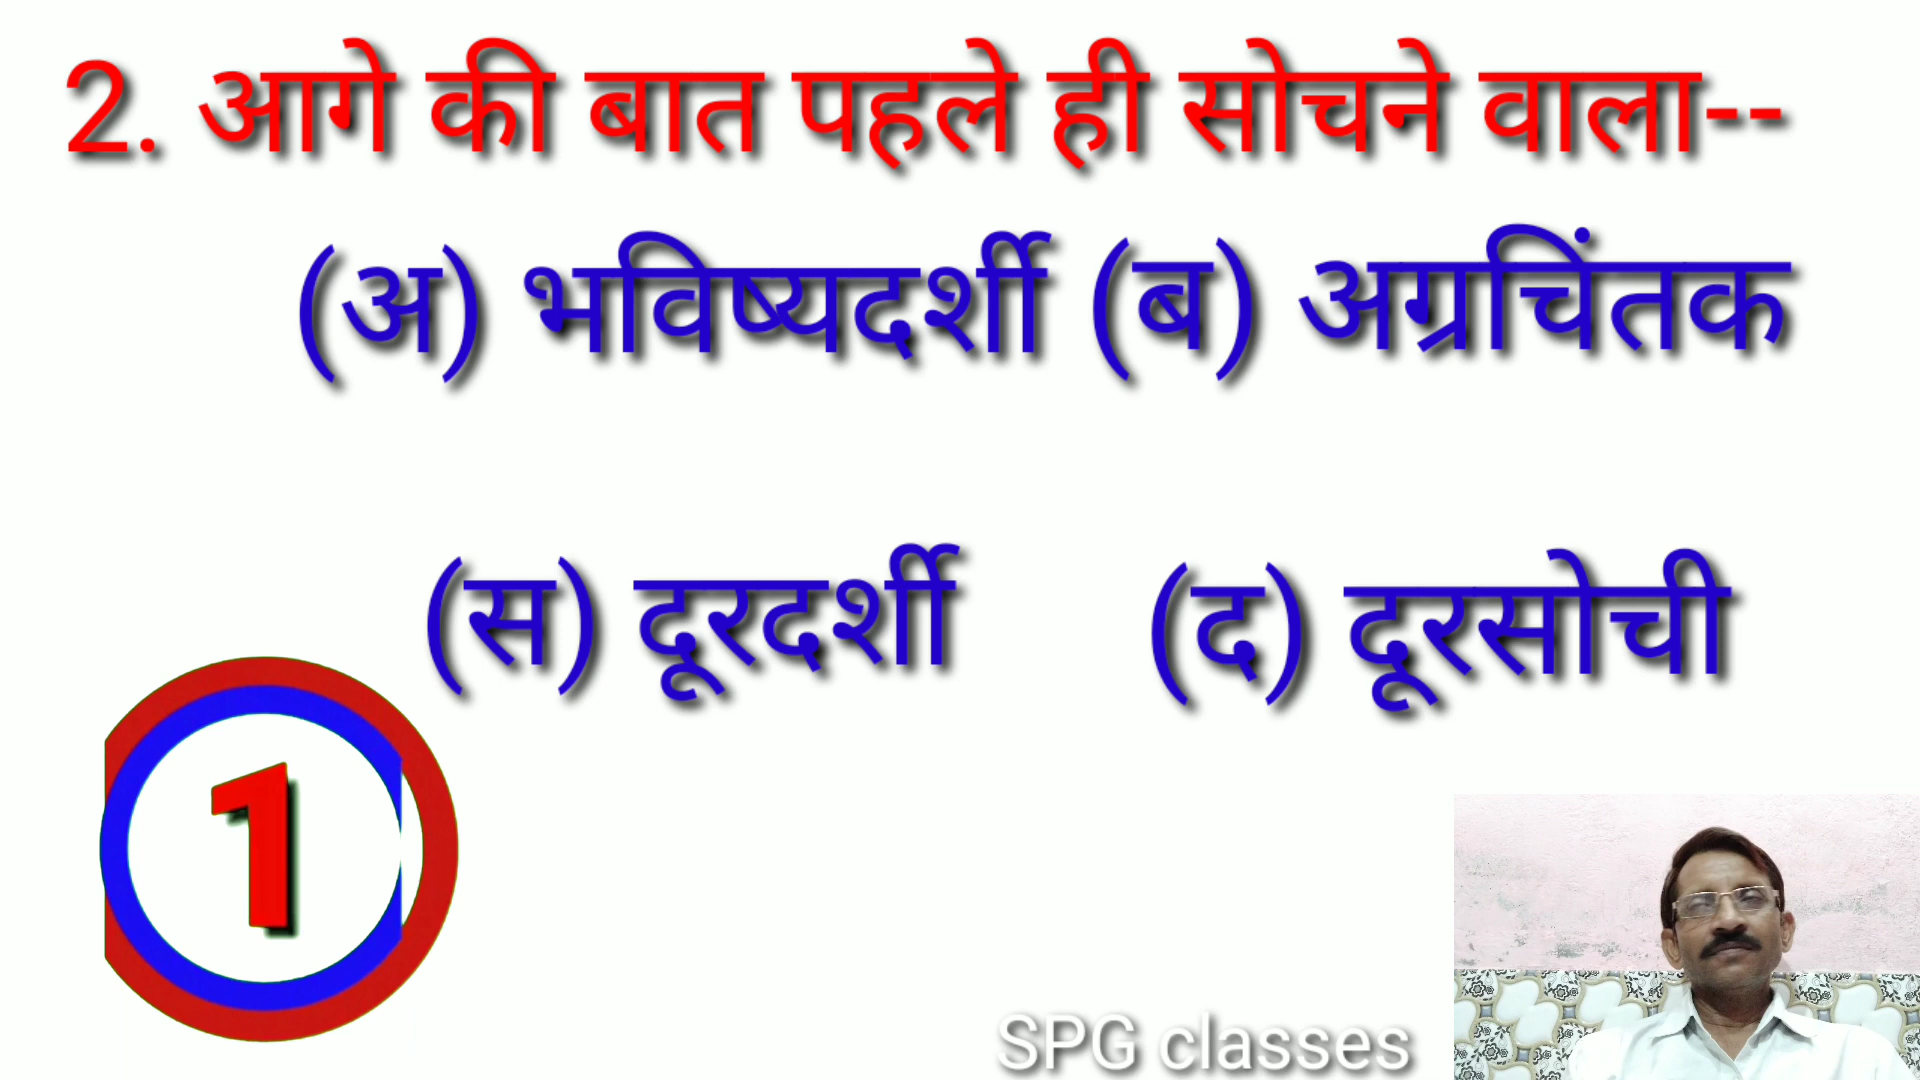 2. आगे की बात पहले ही सोचने वाला--
(अ) भविष्यदर्शी (ब) अग्रचिंतक
(स) दूरदर्शी (द) दूरसोची
1
SPG classes